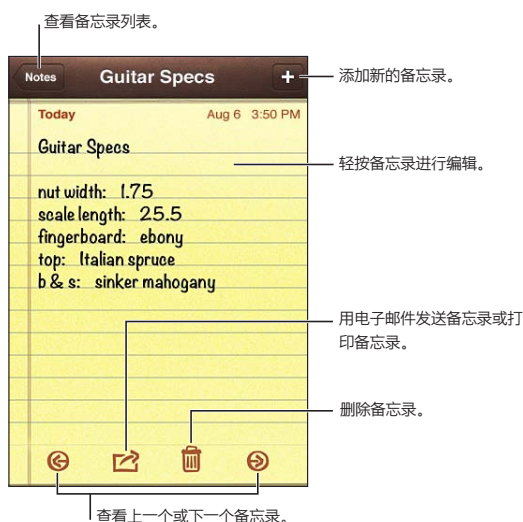 查看备忘录列表。
Notes
Guitar Specs
+
添加新的备忘录。
Today
Aug 6 3:50 PM
Guitar Specs
轻按备忘录进行编辑。
nut width: 1.75
scale length: 25.5
fingerboard: ebony
top: Italian spruce
b & s: sinker mahogany
用电子邮件发送备忘录或打
印备忘录。
删除备忘录。
查看上一个或下一个备忘录。